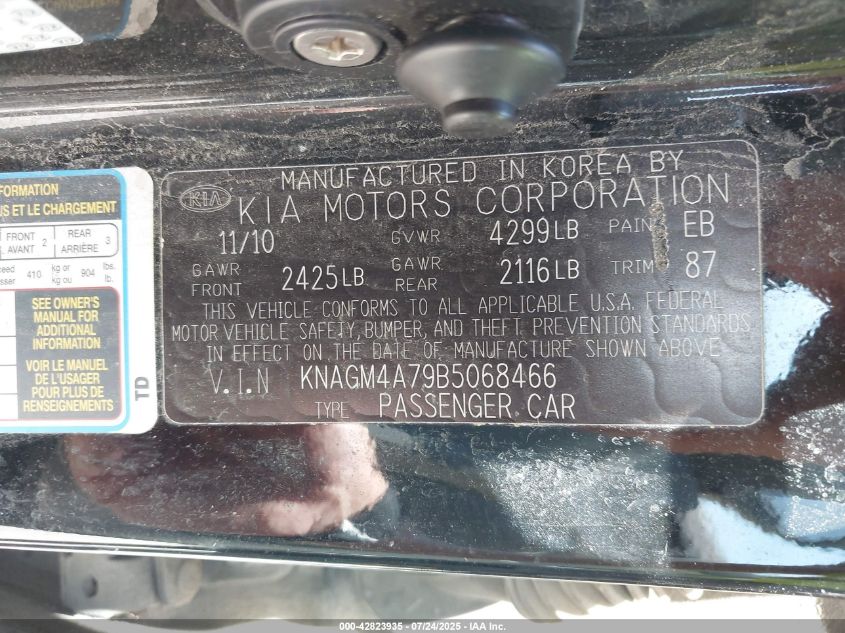 FORMATION
US ET LE CHARGEMENT
FRONT AVANT 2 REAR ARRIÈRE 3
410 kg or kg ou 904 lbs. lb.
SEE OWNER'S
MANUAL FOR
ADDITIONAL
INFORMATION
VOIR LE MANUEL
DE L'USAGER
POUR PLUS DE
RENSEIGNEMENTS
TD
MANUFACTURED IN KOREA BY
KIA KIA MOTORS CORPORATION
11/10 GVWR 4299LB PAINT EB
GAWR FRONT 2425LB GAWR REAR 2116LB TRIM 87
THIS VEHICLE CONFORMS TO ALL APPLICABLE U.S.A. FEDERAL
MOTOR VEHICLE SAFETY, BUMPER, AND THEFT PREVENTION STANDARDS
IN EFFECT ON THE DATE OF MANUFACTURE SHOWN ABOVE
V.I.N KNAGM4A79B5068466
TYPE PASSENGER CAR
000-42823935 - 07/24/2025 - IAA Inc.